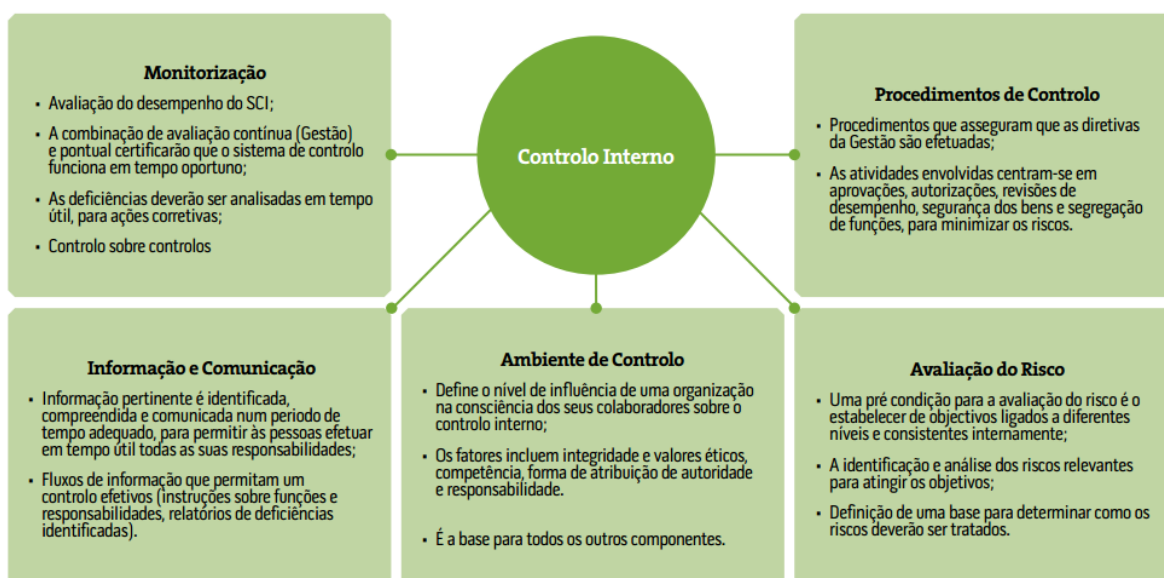 Monitorização
• Avaliação do desempenho do SCI;
• A combinação de avaliação contínua (Gestão)
e pontual certificarão que o sistema de controlo
funciona em tempo oportuno;
• As deficiências deverão ser analisadas em tempo
útil, para ações corretivas;
• Controlo sobre controlos
Controlo Interno
Procedimentos de Controlo
• Procedimentos que asseguram que as diretivas
da Gestão são efetuadas;
• As atividades envolvidas centram-se em
aprovações, autorizações, revisões de
desempenho, segurança dos bens e segregação
de funções, para minimizar os riscos.
Informação e Comunicação
• Informação pertinente é identificada,
compreendida e comunicada num periodo de
tempo adequado, para permitir às pessoas efetuar
em tempo útil todas as suas responsabilidades;
• Fluxos de informação que permitam um
controlo efetivos (instruções sobre funções e
responsabilidades, relatórios de deficiências
identificadas).
Ambiente de Controlo
• Define o nível de influência de uma organização
na consciência dos seus colaboradores sobre o
controlo interno;
• Os fatores incluem integridade e valores éticos,
competência, forma de atribuição de autoridade
e responsabilidade.
• É a base para todos os outros componentes.
Avaliação do Risco
• Uma pré condição para a avaliação do risco é o
estabelecer de objectivos ligados a diferentes
níveis e consistentes internamente;
• A identificação e análise dos riscos relevantes
para atingir os objetivos;
• Definição de uma base para determinar como os
riscos deverão ser tratados.